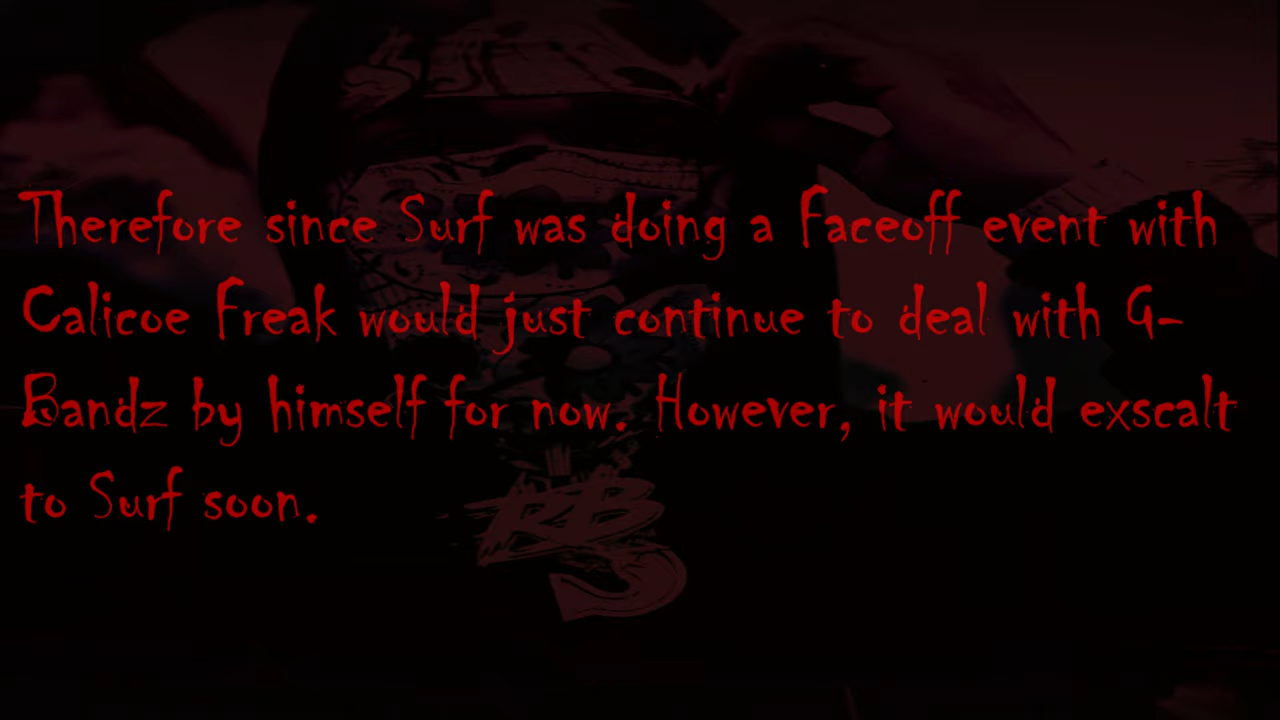 Therefore since Surf was doing a Faceoff event with
Calicoe Freak would just continue to deal with G-
Bandz by himself for now. However, it would exscalt
to Surf soon.
RB